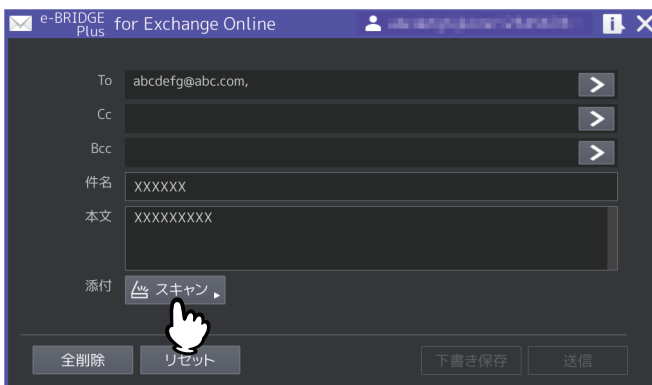 e-BRIDGE Plus for Exchange Online
To abcdefg@abc.com,
Cc
Bcc
件名 XXXXXX
本文 XXXXXXXXX
添付 スキャン
全削除 リセット 下書き保存 送信